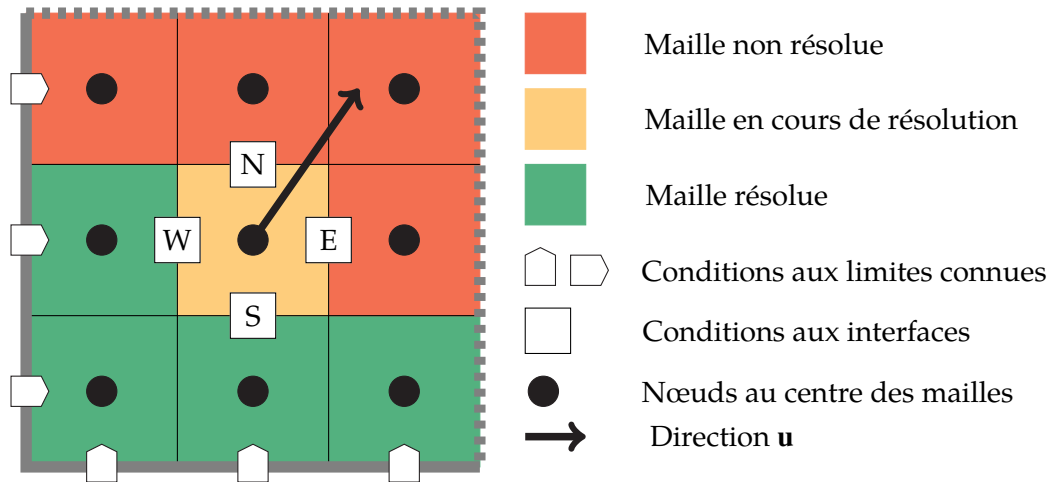 Maille non résolue
Maille en cours de résolution
N
Maille résolue
W
E
Conditions aux limites connues
S
Conditions aux interfaces
Nœuds au centre des mailles
Direction u